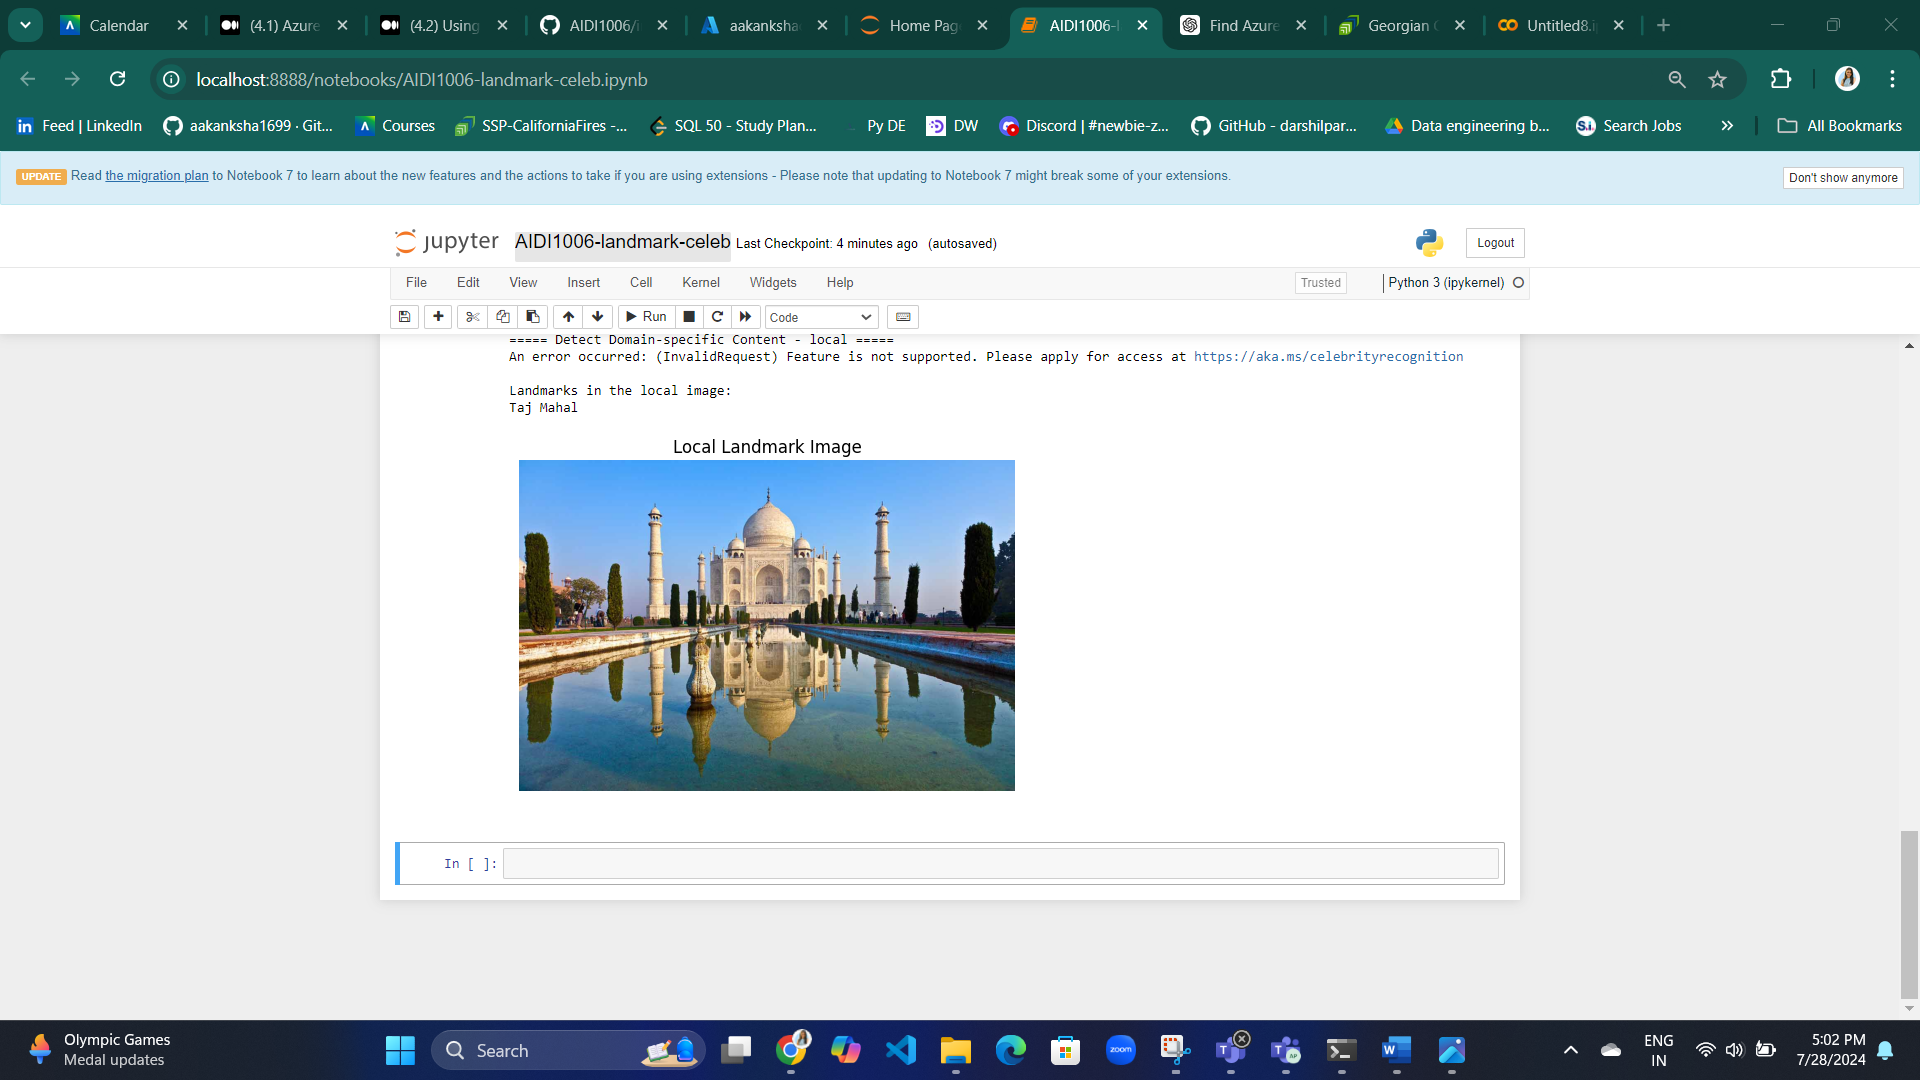 Calendar
(4.1) Azure
(4.2) Using
AIDI1006/i
aakanksha
Home Page
AIDI1006-l
Find Azure
Georgian C
Untitled8.i
localhost:8888/notebooks/AIDI1006-landmark-celeb.ipynb
Feed | LinkedIn
aakanksha1699 · Git...
Courses
SSP-CaliforniaFires -...
SQL 50 - Study Plan...
Py DE
DW
Discord | #newbie-z...
GitHub - darshilpar...
Data engineering b...
Search Jobs
All Bookmarks
UPDATE Read the migration plan to Notebook 7 to learn about the new features and the actions to take if you are using extensions - Please note that updating to Notebook 7 might break some of your extensions.
Don't show anymore
jupyter AIDI1006-landmark-celeb Last Checkpoint: 4 minutes ago (autosaved)
Logout
File Edit View Insert Cell Kernel Widgets Help
Trusted
Python 3 (ipykernel)
Run
Code
===== Detect Domain-specific Content - local =====
An error occurred: (InvalidRequest) Feature is not supported. Please apply for access at https://aka.ms/celebrityrecognition
Landmarks in the local image:
Taj Mahal
Local Landmark Image
In [ ]:
Olympic Games
Medal updates
Search
zoom
ENG
IN
5:02 PM
7/28/2024